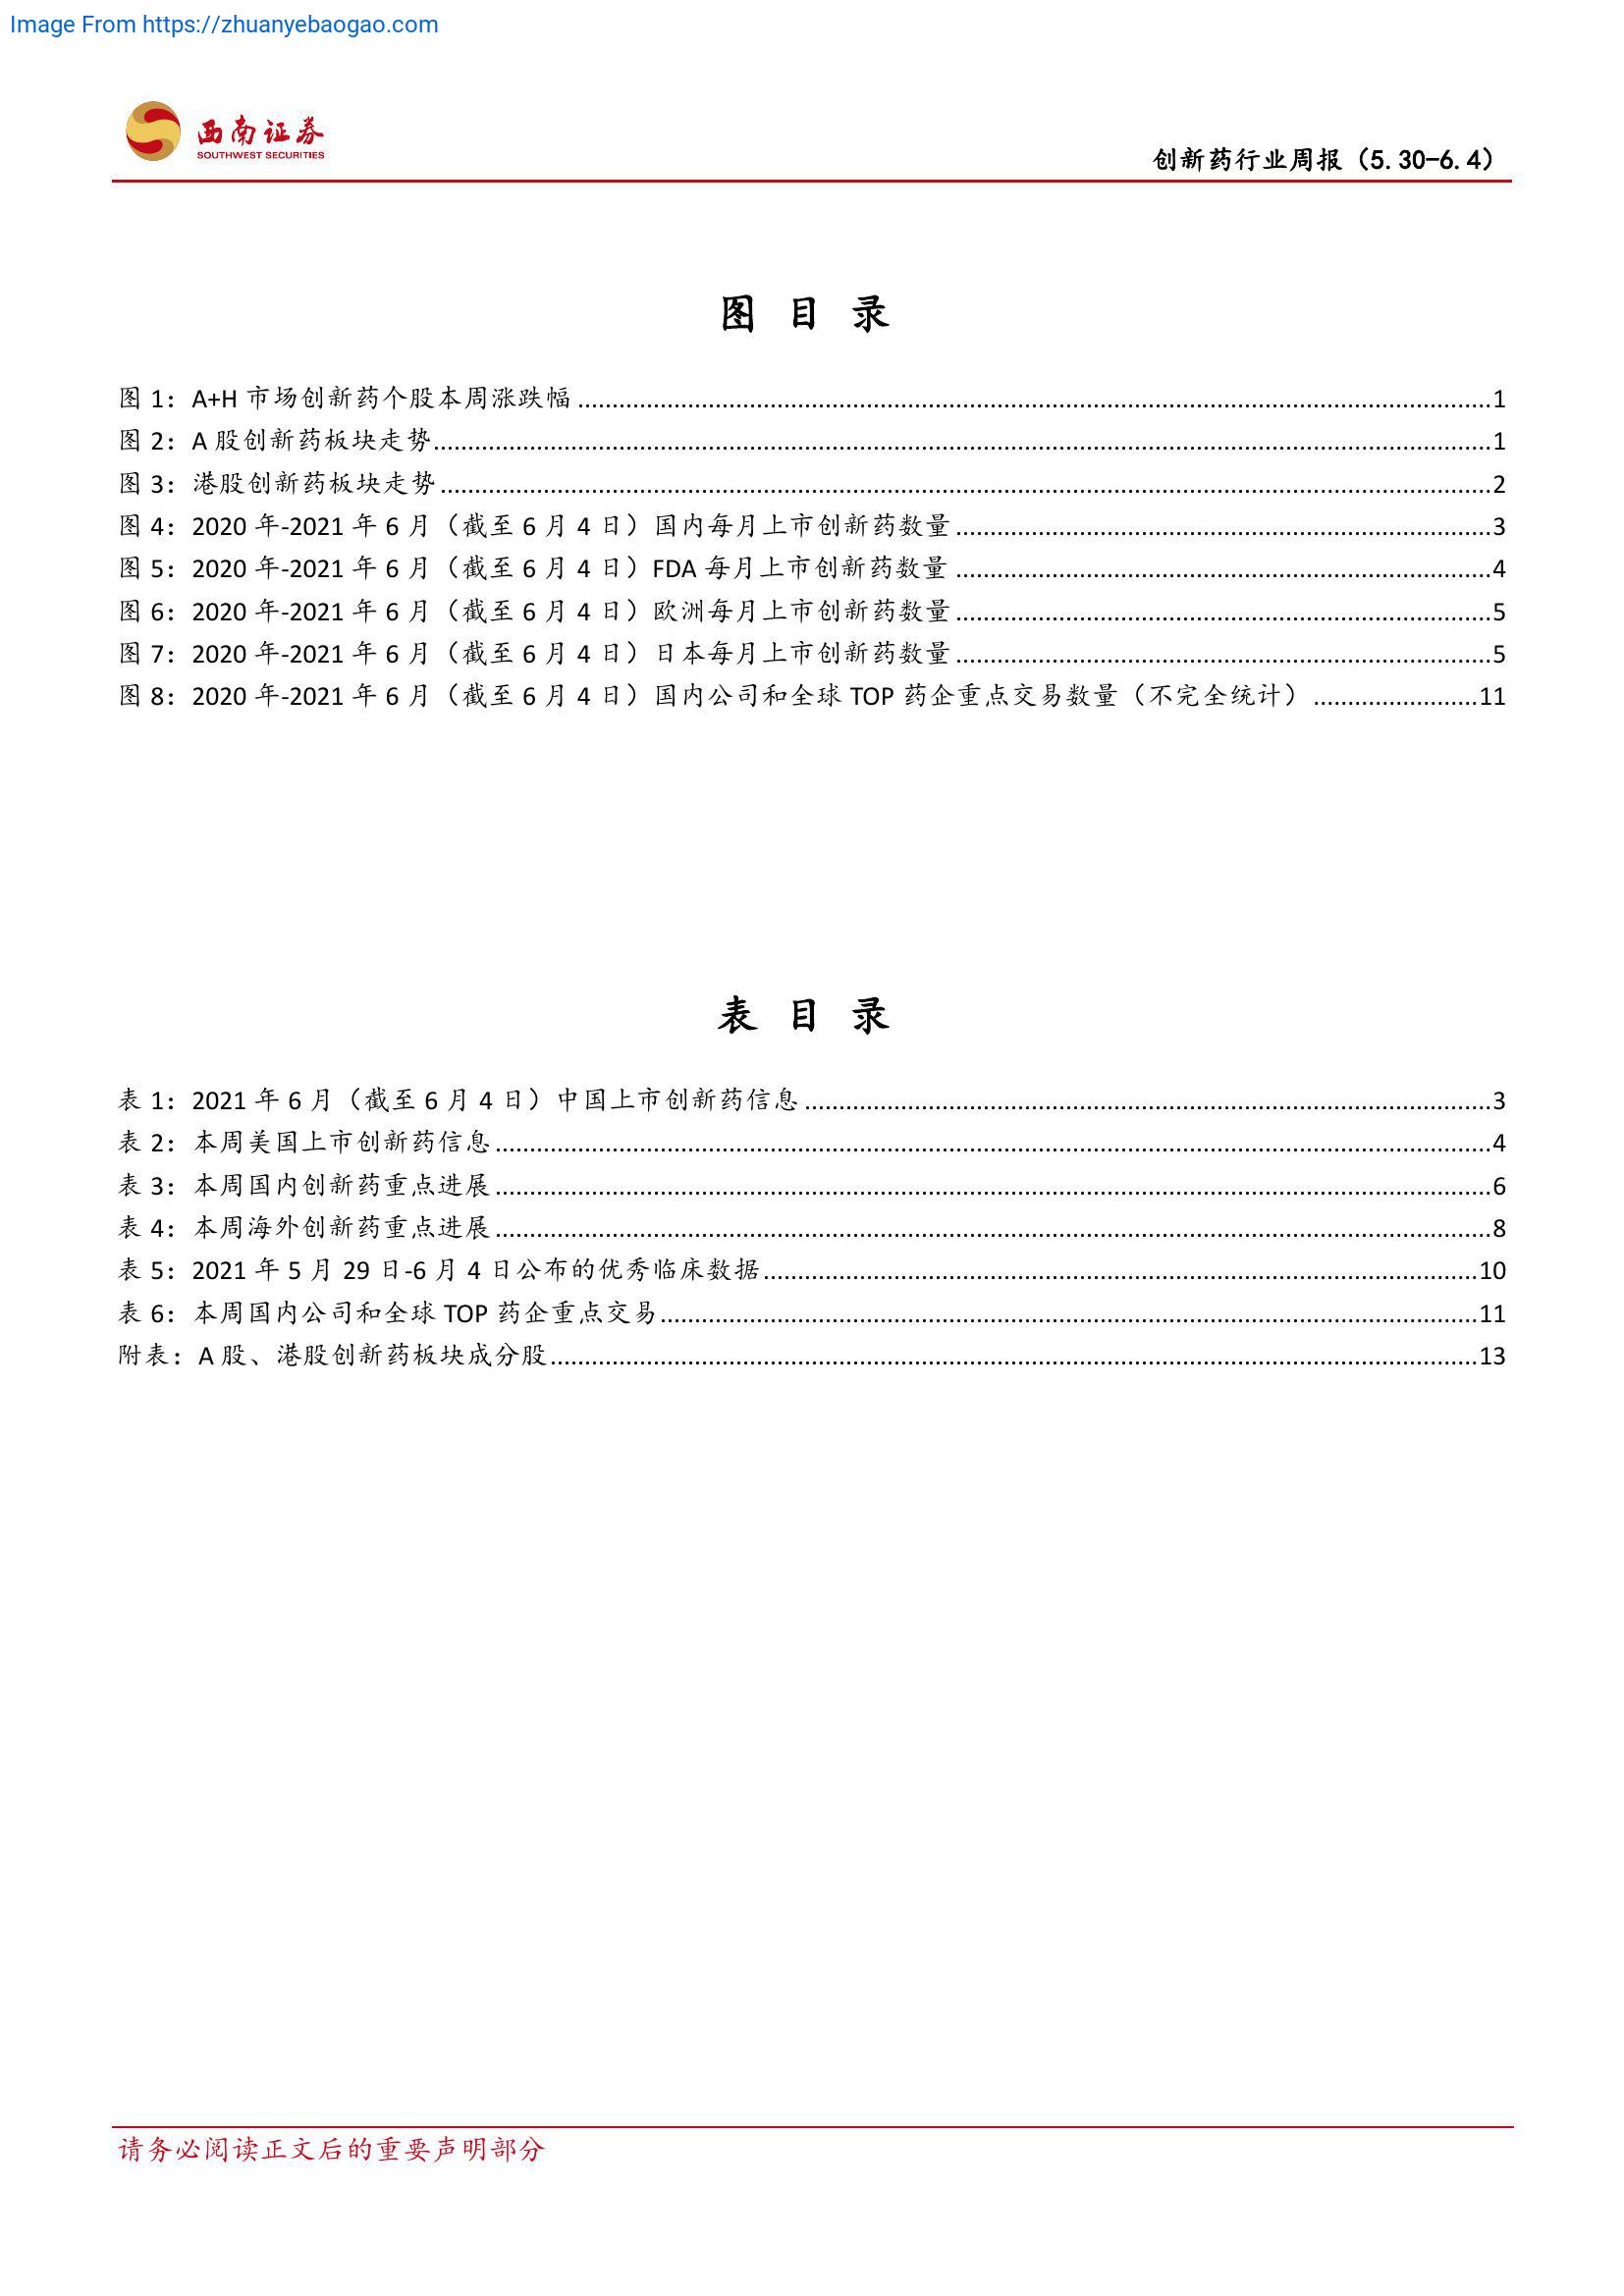 Image From https://zhuanyebaogao.com
西南证券
SOUTHWEST SECURITIES
创新药行业周报（5.30-6.4）
图 目 录
图 1：A+H 市场创新药个股本周涨跌幅 ........ 1
图 2：A 股创新药板块走势 ........ 1
图 3：港股创新药板块走势 ........ 2
图 4：2020 年-2021 年 6 月（截至 6 月 4 日）国内每月上市创新药数量 ........ 3
图 5：2020 年-2021 年 6 月（截至 6 月 4 日）FDA 每月上市创新药数量 ........ 4
图 6：2020 年-2021 年 6 月（截至 6 月 4 日）欧洲每月上市创新药数量 ........ 5
图 7：2020 年-2021 年 6 月（截至 6 月 4 日）日本每月上市创新药数量 ........ 5
图 8：2020 年-2021 年 6 月（截至 6 月 4 日）国内公司和全球 TOP 药企重点交易数量（不完全统计） ........ 11
表 目 录
表 1：2021 年 6 月（截至 6 月 4 日）中国上市创新药信息 ........ 3
表 2：本周美国上市创新药信息 ........ 4
表 3：本周国内创新药重点进展 ........ 6
表 4：本周海外创新药重点进展 ........ 8
表 5：2021 年 5 月 29 日-6 月 4 日公布的优秀临床数据 ........ 10
表 6：本周国内公司和全球 TOP 药企重点交易 ........ 11
附表：A 股、港股创新药板块成分股 ........ 13
请务必阅读正文后的重要声明部分